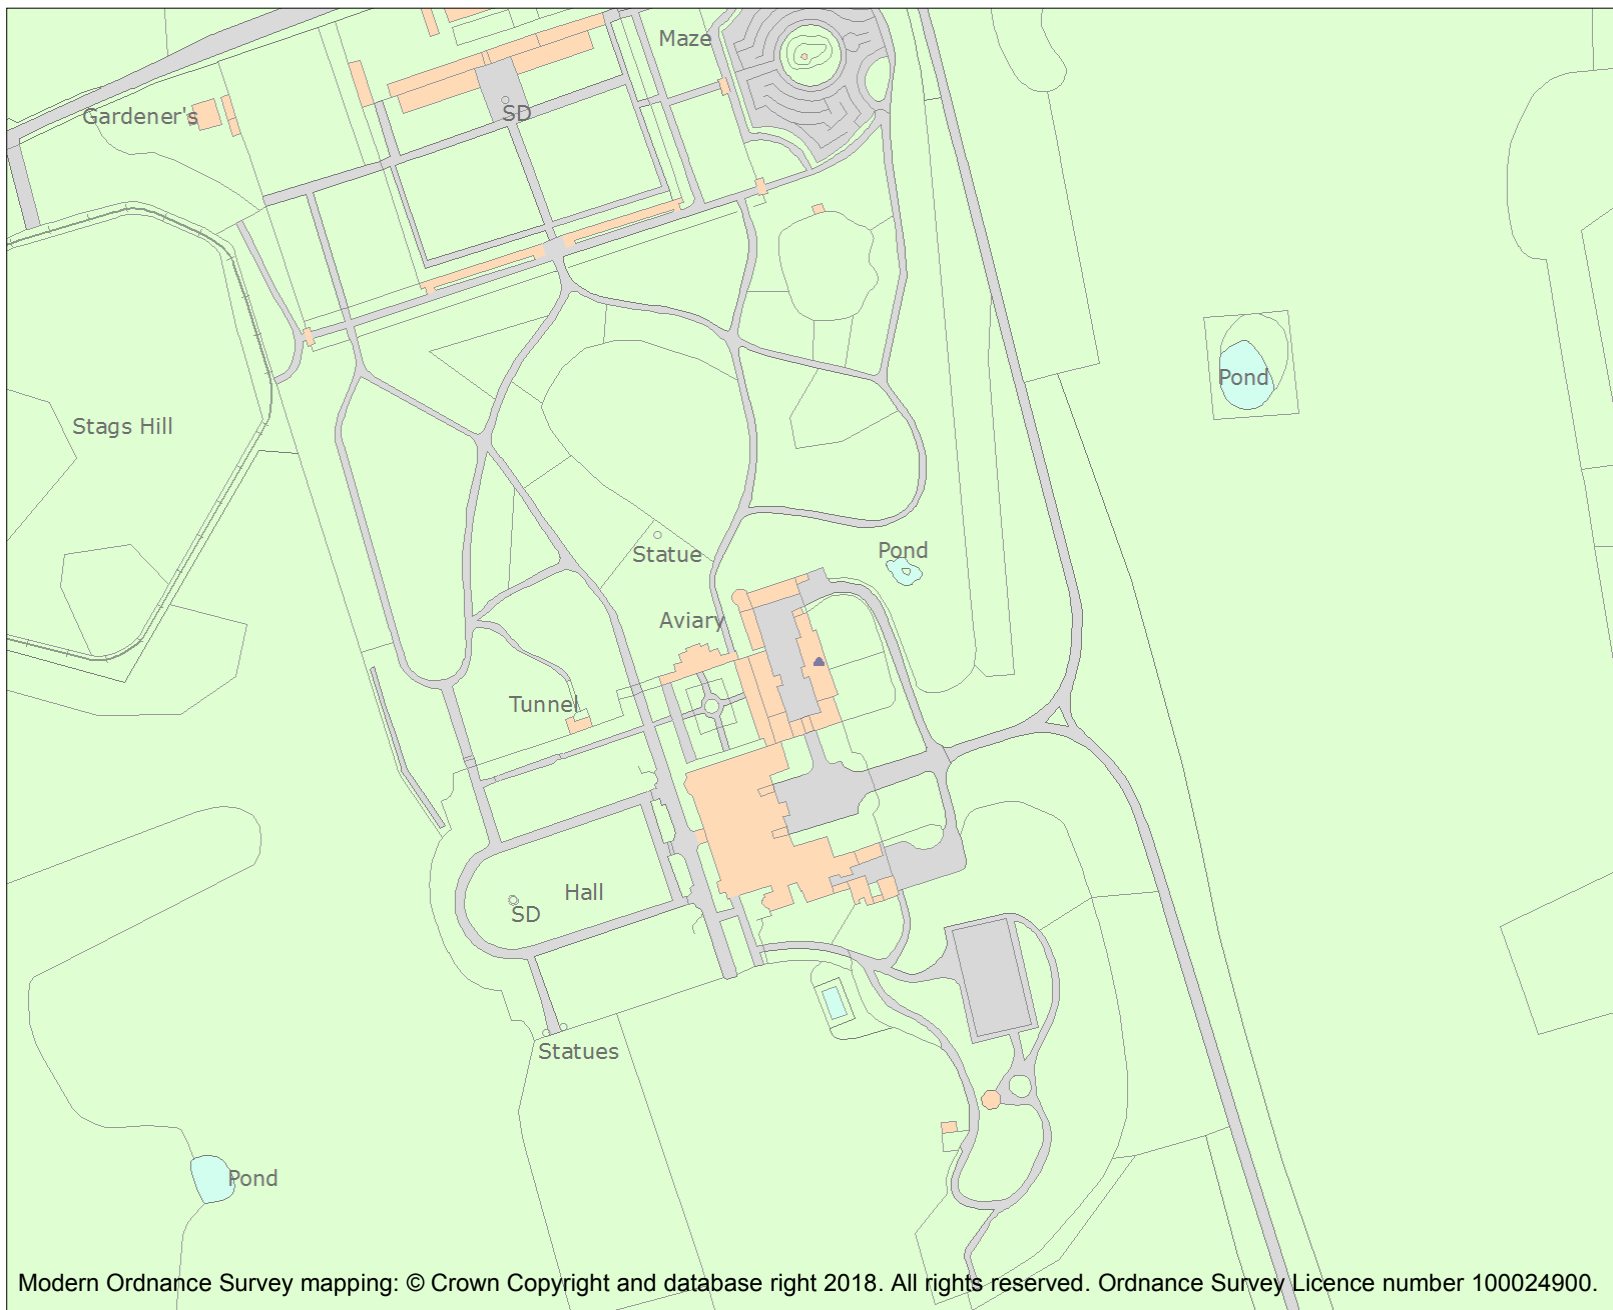 Maze
Gardener's
SD
Pond
Stags Hill
Statue
Pond
Aviary
Tunnel
Hall
SD
Statues
Pond
Modern Ordnance Survey mapping: © Crown Copyright and database right 2018. All rights reserved. Ordnance Survey Licence number 100024900.